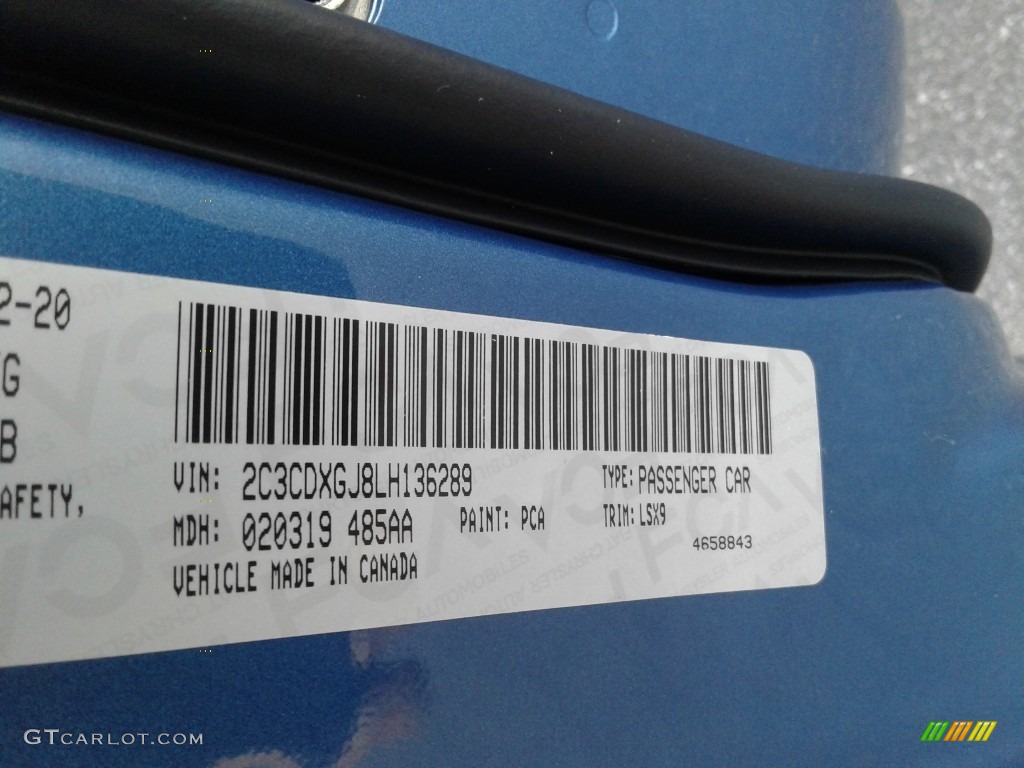 2-20
G
B
AFETY,
VIN: 2C3CDXGJ8LH136289 TYPE: PASSENGER CAR
MDH: 020319 485AA PAINT: PCA TRIM: LSX9
4658843
VEHICLE MADE IN CANADA
GTCARLOT.COM